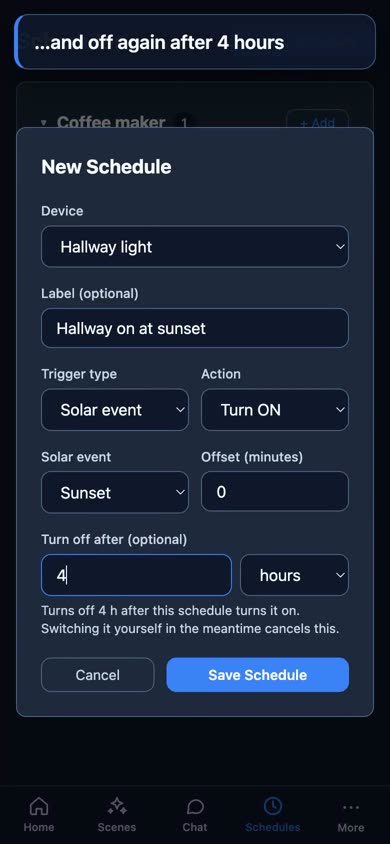 ...and off again after 4 hours
Coffee maker 1
+ Add
New Schedule
Device
Hallway light
Label (optional)
Hallway on at sunset
Trigger type
Action
Solar event
Turn ON
Solar event
Offset (minutes)
Sunset
0
Turn off after (optional)
4
hours
Turns off 4 h after this schedule turns it on.
Switching it yourself in the meantime cancels this.
Cancel
Save Schedule
Home
Scenes
Chat
Schedules
More